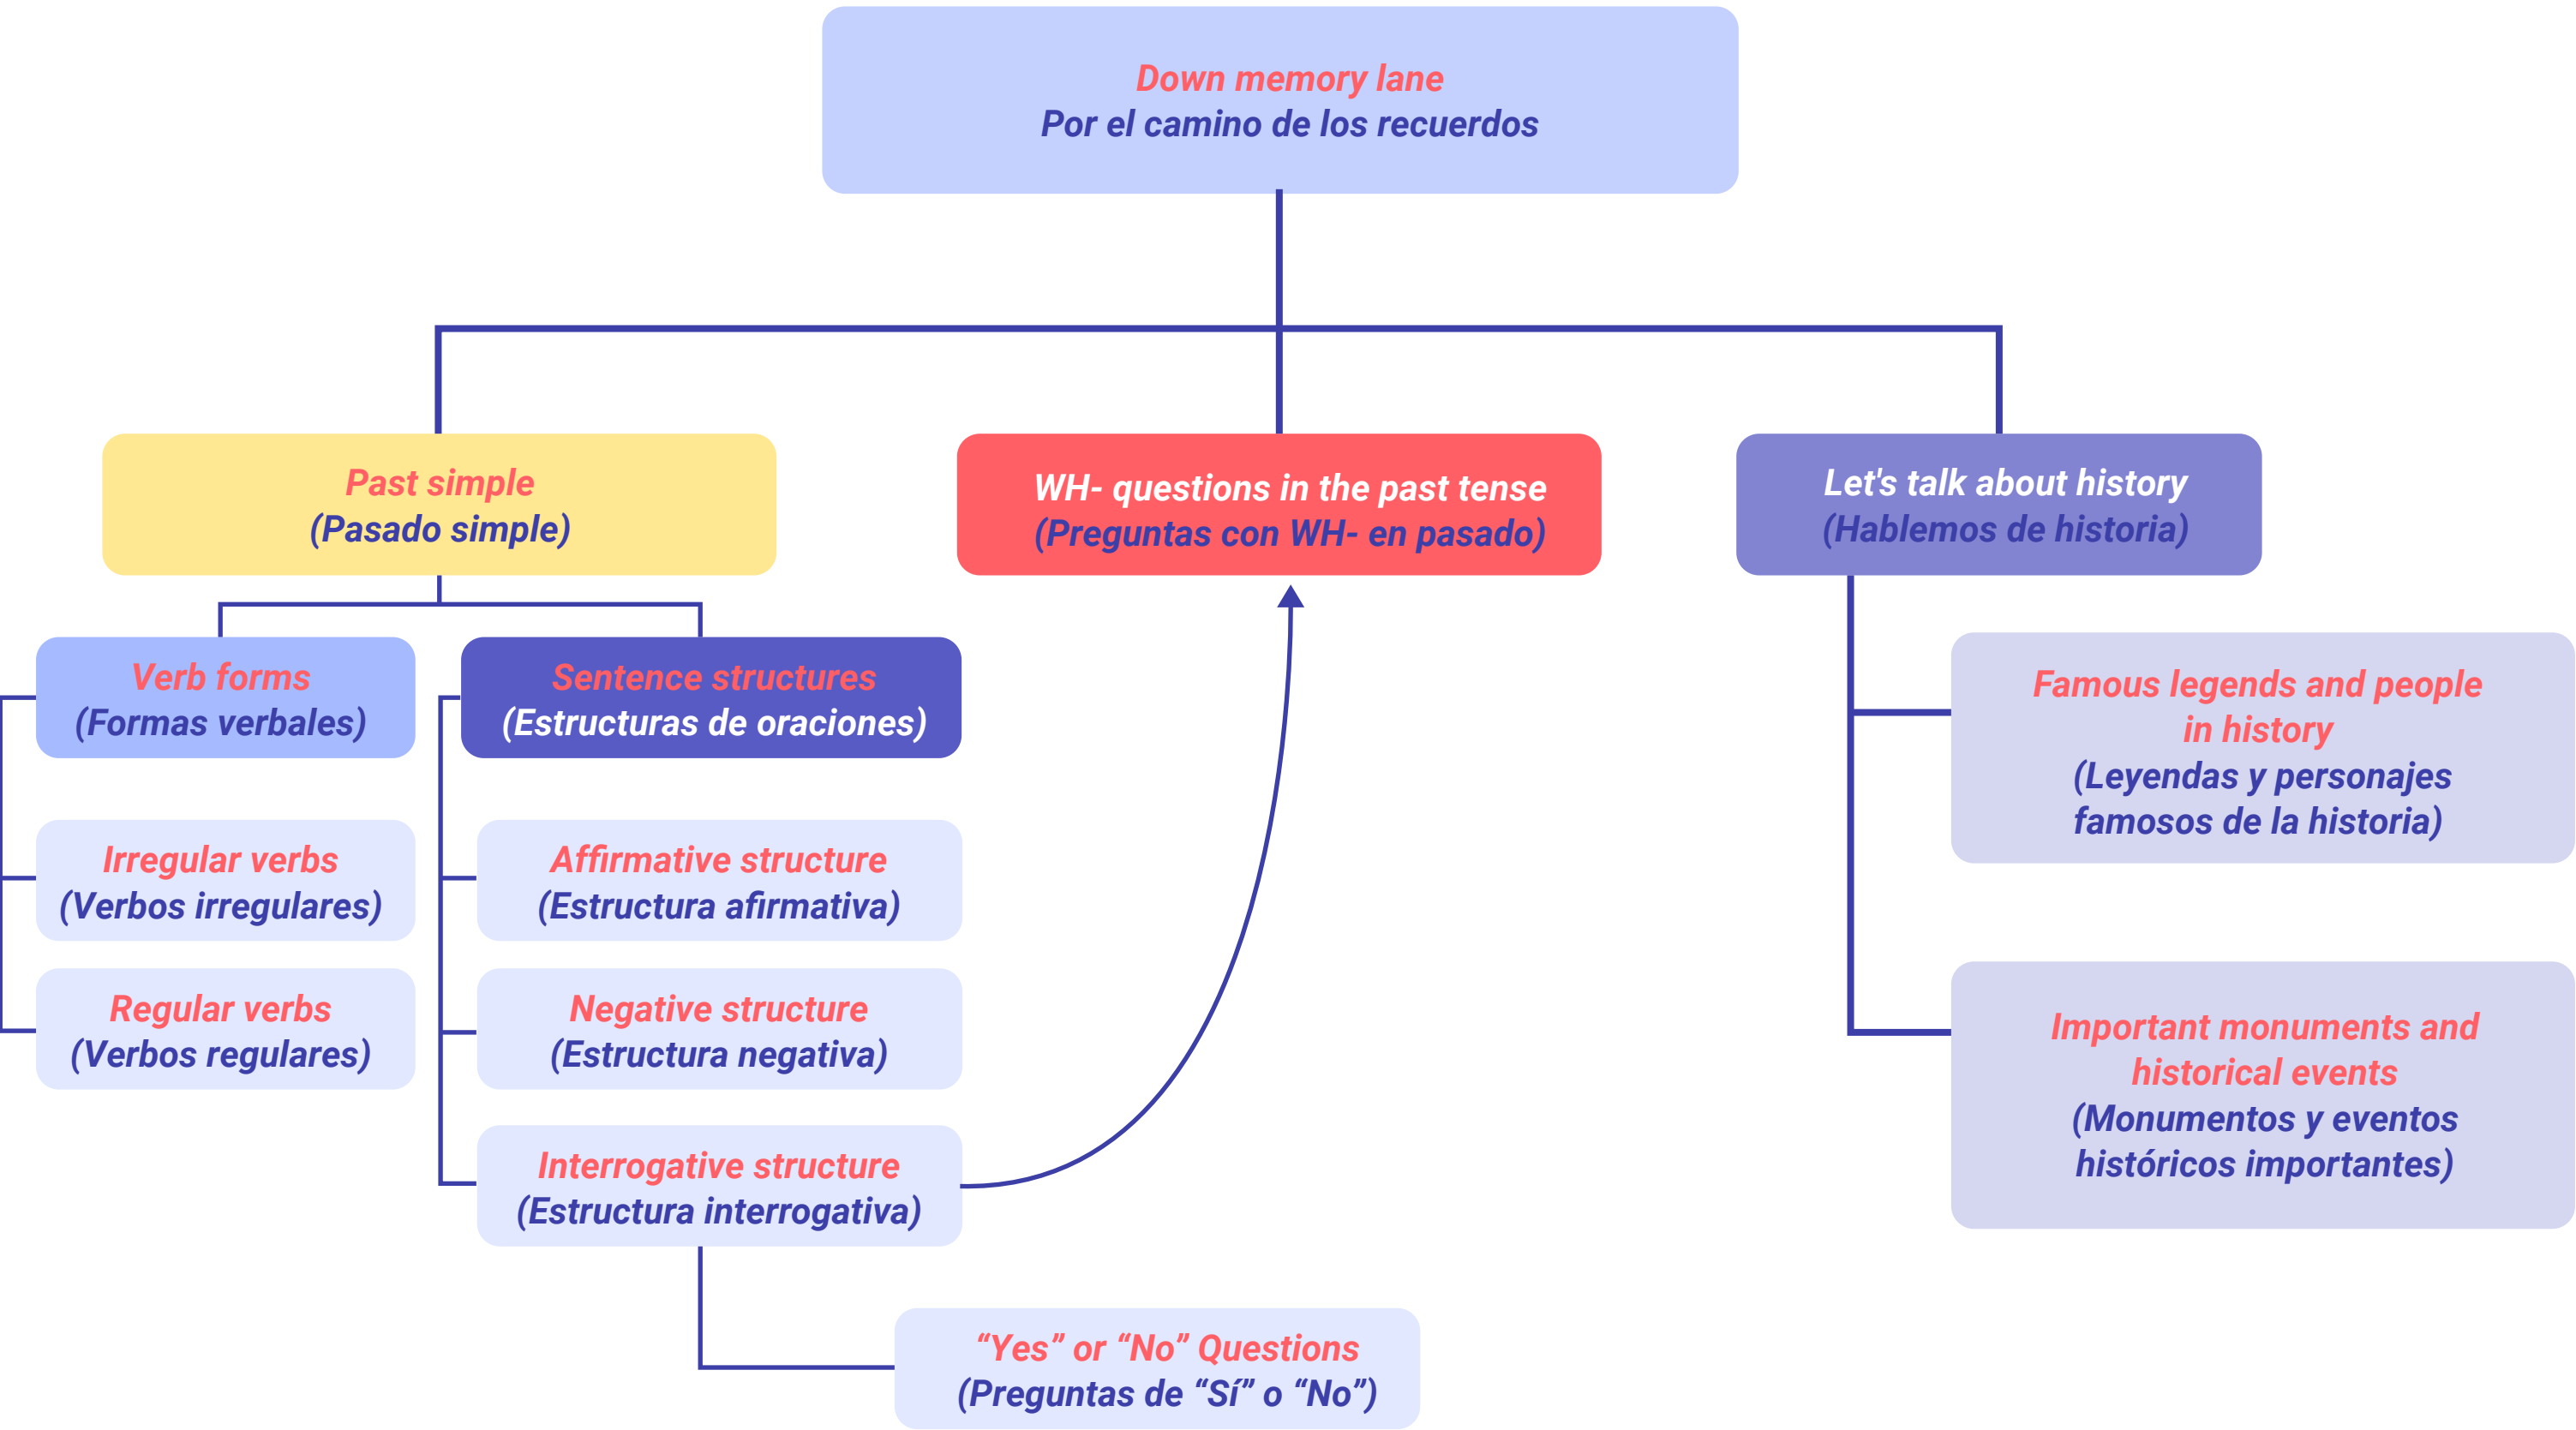 Down memory lane
Por el camino de los recuerdos
Past simple
(Pasado simple)
WH- questions in the past tense
(Preguntas con WH- en pasado)
Let's talk about history
(Hablemos de historia)
Verb forms
(Formas verbales)
Sentence structures
(Estructuras de oraciones)
Irregular verbs
(Verbos irregulares)
Regular verbs
(Verbos regulares)
Affirmative structure
(Estructura afirmativa)
Negative structure
(Estructura negativa)
Interrogative structure
(Estructura interrogativa)
“Yes” or “No” Questions
(Preguntas de “Sí” o “No”)
Famous legends and people
in history
(Leyendas y personajes
famosos de la historia)
Important monuments and
historical events
(Monumentos y eventos
históricos importantes)